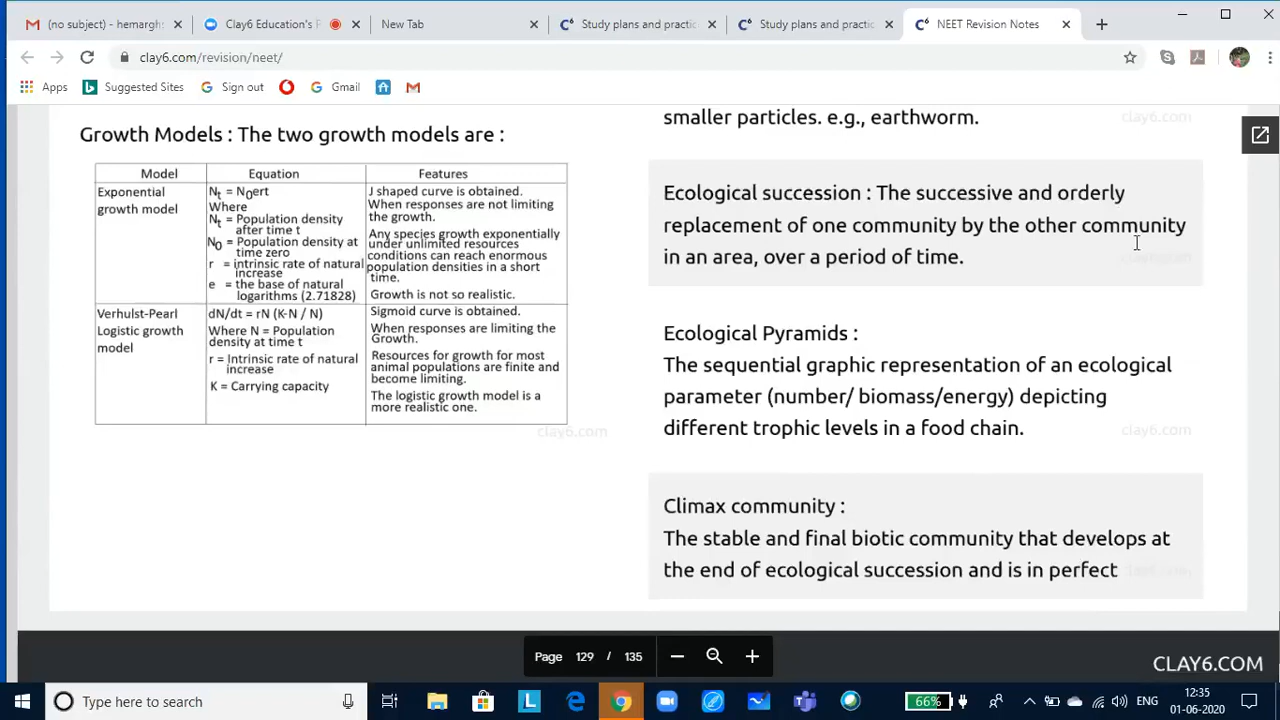 (no subject) - hemargh
Clay6 Education's P
New Tab
Study plans and practic
Study plans and practic
NEET Revision Notes
clay6.com/revision/neet/
Apps
Suggested Sites
Sign out
Gmail
Growth Models : The two growth models are :
Model Equation Features
Exponential
growth model
Nt = N0ert
Where
Nt = Population density
after time t
N0 = Population density at
time zero
r = intrinsic rate of natural
increase
e = the base of natural
logarithms (2.71828)
J shaped curve is obtained.
When responses are not limiting
the growth.
Any species growth exponentially
under unlimited resources
conditions can reach enormous
population densities in a short
time.
Growth is not so realistic.
Verhulst-Pearl
Logistic growth
model
dN/dt = rN (K-N / N)
Where N = Population
density at time t
r = Intrinsic rate of natural
increase
K = Carrying capacity
Sigmoid curve is obtained.
When responses are limiting the
Growth.
Resources for growth for most
animal populations are finite and
become limiting.
The logistic growth model is a
more realistic one.
clay6.com
smaller particles. e.g., earthworm.
clay6.com
Ecological succession : The successive and orderly
replacement of one community by the other community
in an area, over a period of time.
Ecological Pyramids :
The sequential graphic representation of an ecological
parameter (number/ biomass/energy) depicting
different trophic levels in a food chain.
clay6.com
Climax community :
The stable and final biotic community that develops at
the end of ecological succession and is in perfect
Page 129 / 135
CLAY6.COM
Type here to search
L
66%
ENG
12:35
01-06-2020